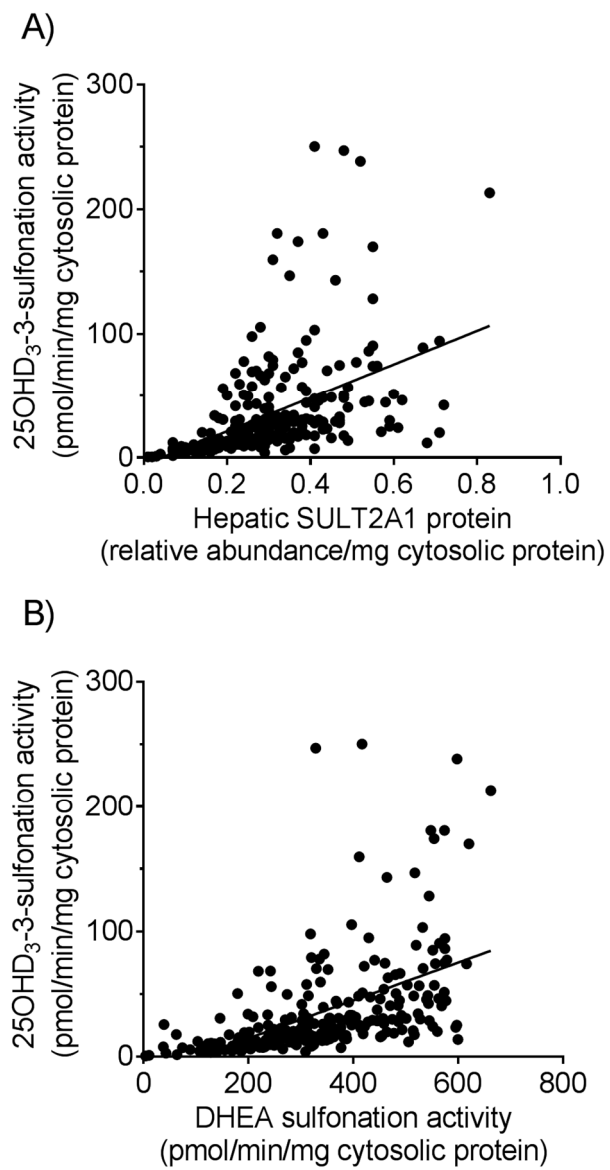 A)
25OHD3-3-sulfonation activity
(pmol/min/mg cytosolic protein)
300
200
100
0
0.0 0.2 0.4 0.6 0.8 1.0
Hepatic SULT2A1 protein
(relative abundance/mg cytosolic protein)
B)
25OHD3-3-sulfonation activity
(pmol/min/mg cytosolic protein)
300
200
100
0
0 200 400 600 800
DHEA sulfonation activity
(pmol/min/mg cytosolic protein)